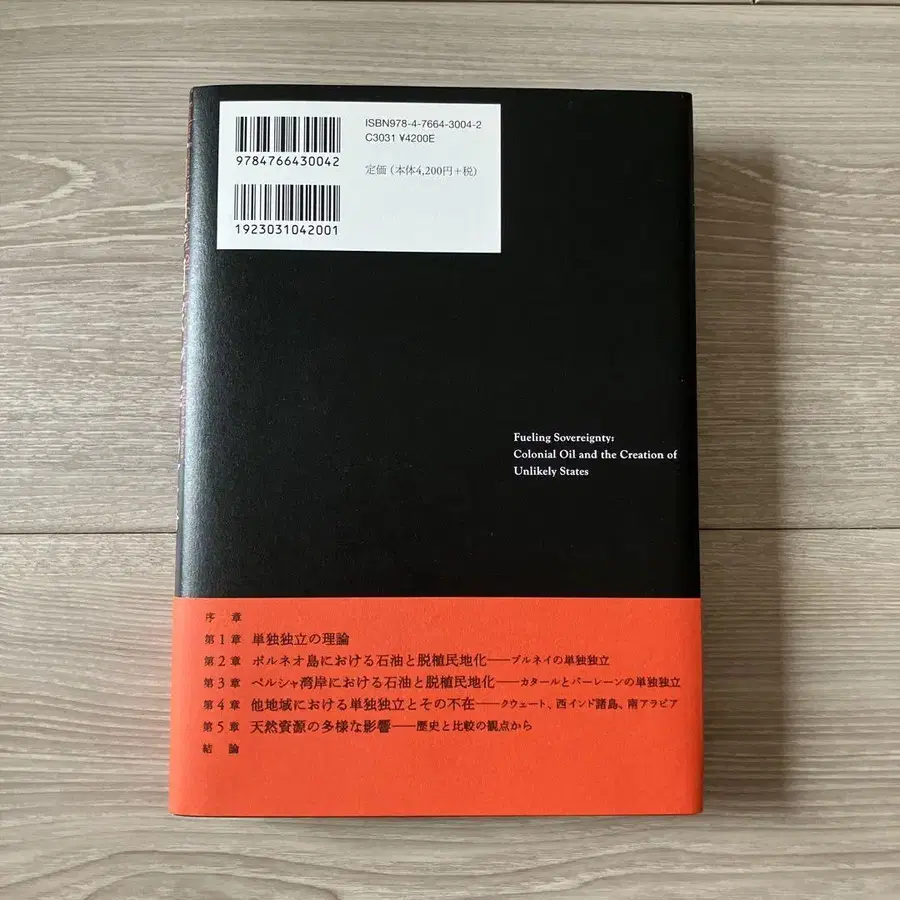 ISBN978-4-7664-3004-2
C3031 ¥4200E
9784766430042
定価（本体4,200円+税）
1923031042001
Fueling Sovereignty:
Colonial Oil and the Creation of
Unlikely States
序 章
第1章 単独独立の理論
第2章 ボルネオ島における石油と脱植民地化──ブルネイの単独独立
第3章 ペルシャ湾岸における石油と脱植民地化──カタールとバーレーンの単独独立
第4章 他地域における単独独立とその不在──クウェート、西インド諸島、南アラビア
第5章 天然資源の多様な影響──歴史と比較の観点から
結 論